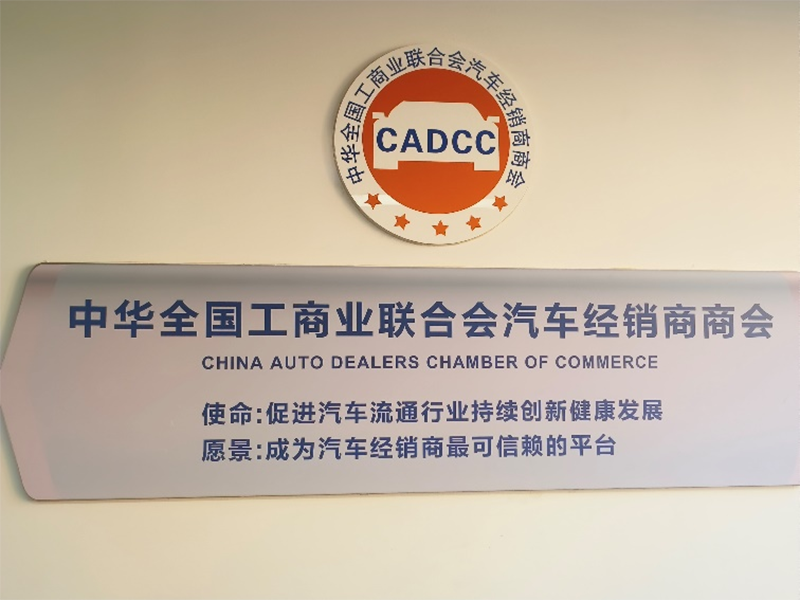 中华全国工商业联合会汽车经销商商会
CADCC
中华全国工商业联合会汽车经销商商会
CHINA AUTO DEALERS CHAMBER OF COMMERCE
使命:促进汽车流通行业持续创新健康发展
愿景:成为汽车经销商最可信赖的平台